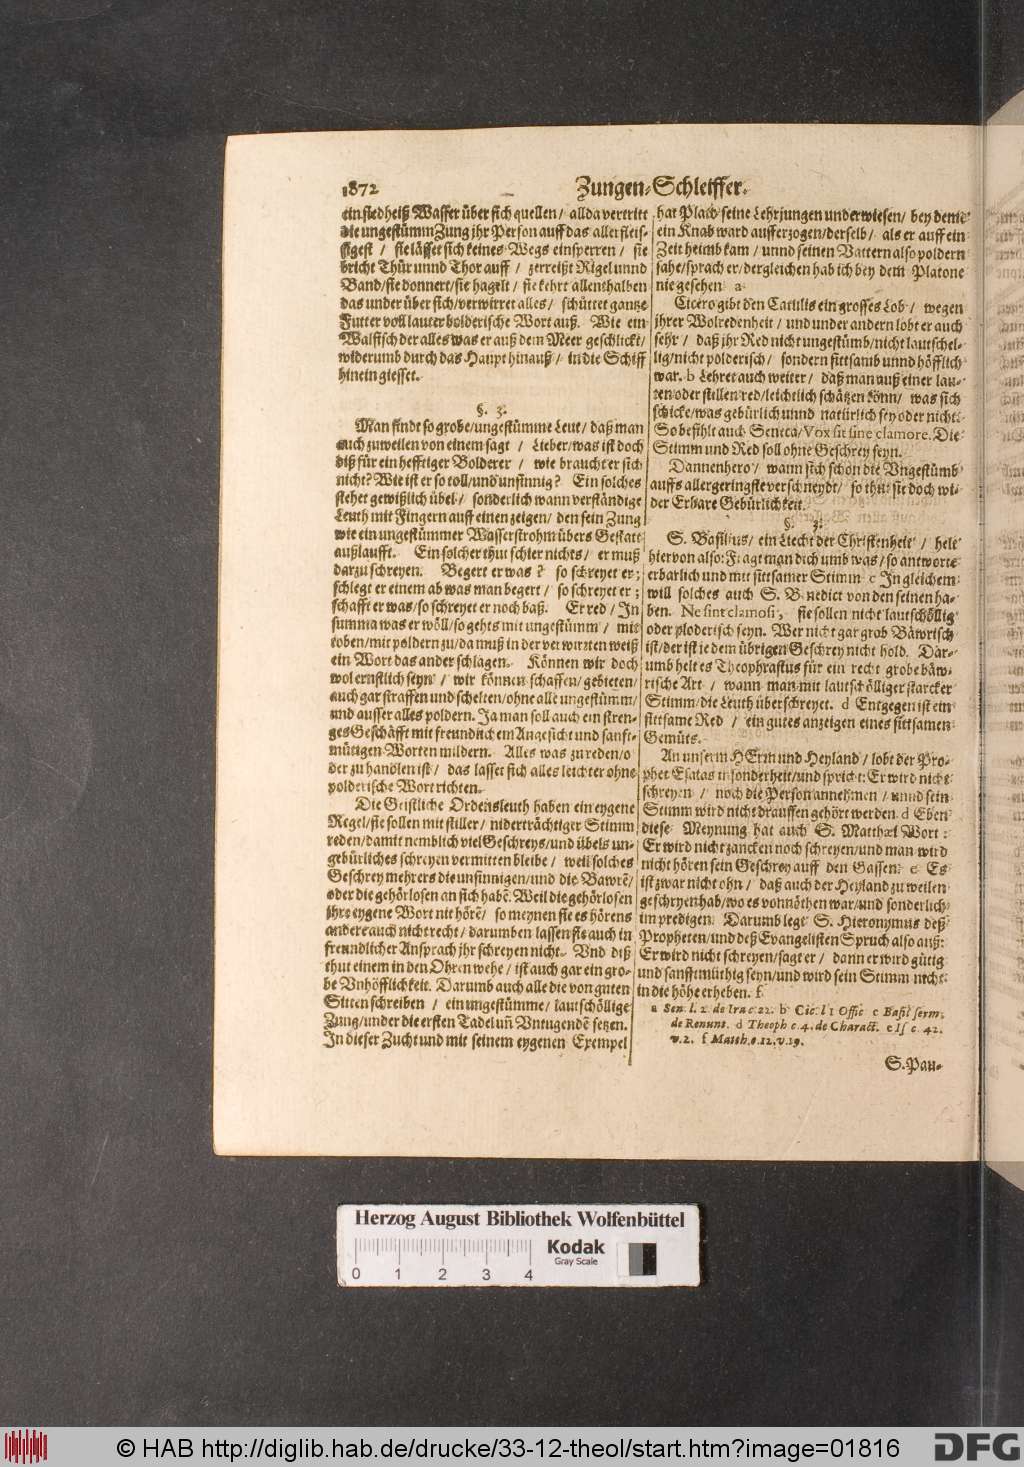 1872
Zungen-Schleiffer.
ein siedheiß Wasser über sich quellen/ allda vertritt
die ungestümm Zung jhr Person auff das allerfleis-
sigest / sie lässet sich keines Wegs einsperren / sie
bricht Thür unnd Thor auff / zerreißt Rigel unnd
Band/sie donnert/sie hagelt / sie kehrt allenthalben
das under über sich/verwirret alles / schüttet gantze
Futter voll lauter bolderische Wort auß. Wie ein
Walfisch der alles was er auß dem Meer geschlickt/
widerumb durch das Haupt hinauß / in die Schiff
hinein giesset.
§. 3.
Man findt so grobe/ungestümme Leut/ daß man
auch zuweilen von einem sagt / Lieber/was ist doch
diß für ein hefftiger Bolderer / wie braucht er sich
nicht? Wie ist er so toll/und unsinnig? Ein solches
stehet gewißlich übel/ sonderlich wann verständige
Leuth mit Fingern auff einen zeigen/ den sein Zung
wie ein ungestümmer Wasserstrohm übers Gestatt
außlaufft. Ein solcher thut schier nichts / er muß
darzu schreyen. Begert er was? so schreyet er;
schlegt er einem ab was man begert / so schreyet er;
schafft er was/so schreyet er noch baß. Er red / In
summa was er wöll/so gehts mit ungestümm / mit
toben/mit poldern zu/da muß in der verwirrten weiß
ein Wort das ander schlagen. Können wir doch
wol ernstlich seyn / wir können schaffen/gebieten/
auch gar straffen und schelten/ohne alle ungestümm/
und ausser alles poldern. Ja man soll auch ein stren-
ges Geschäfft mit freundlichem Angesicht und sanft-
mütigen Worten mildern. Alles was zu reden/o
der zu handlen ist / das lasset sich alles leichter ohne
polderische Wort richten.
Die Geistliche Ordensleuth haben ein eygene
Regel/sie sollen mit stiller / niderträchtiger Stimm
reden/damit nemblich viel Geschreys/und übels un-
gebürliches schreyen vermitten bleibe / weil solches
Geschrey mehrers die unsinnigen/und die Bawrē/
oder die gehörlosen an sich habē. Weil die gehörlosen
jhre eygene Wort nit hörē/ so meynen sie es hörens
andere auch nicht recht/ darumben lassen sie auch in
freundlicher Ansprach jhr schreyen nicht. Und diß
thut einem in den Ohren wehe / ist auch gar ein gro-
be Unhöfflichkeit. Darumb auch alle die von guten
Sitten schreiben / ein ungestümme/ lautschöllige
Zung/under die ersten Tadel uñ Untugendē setzen.
In dieser Zucht und mit seinem eygenen Exempel
hat Plato seine Lehrjungen underwiesen/ bey deme
ein Knab ward aufferzogen/derselb/ als er auff ein
Zeit heimb kam / unnd seinen Vattern also poldern
sahe/sprach er/dergleichen hab ich bey dem Platone
nie gesehen a
Cicero gibt den Catulis ein grosses Lob / wegen
jhrer Wolredenheit / und under andern lobt er auch
sehr / daß jhr Red nicht ungestümb/nicht lautschel-
lig/nicht polderisch / sondern sittsamb unnd höfflich
war. b Lehret auch weiter / daß man auß einer lau-
ten/oder stillen red/leichtlich schätzen könn/ was sich
schicke/was gebürlich unnd natürlich sey oder nicht.
So befihlt auch Seneca/Vox sit sine clamore. Die
Stimm und Red soll ohne Geschrey seyn.
Dannenhero / wann sich schon die Ungestümb
auffs allergeringste verschneydt/ so thut sie doch wi-
der Erbare Gebürlichkeit.
§. 3.
S. Basilius/ ein Liecht der Christenheit / helt
hiervon also: Fragt man dich umb was/so antworte
erbarlich und mit sittsamer Stimm c In gleichem
will solches auch S. Benedict von den seinen ha-
ben. Ne sint clamosi, sie sollen nicht lautschöllig
oder ploderisch seyn. Wer nicht gar grob Bäwrisch
ist/der ist je dem übrigen Geschrey nicht hold. Dar-
umb helt es Theophrastus für ein recht grobe bäw-
rische Art / wann man mit lautschölliger starcker
Stimm/die Leuth überschreyet. d Entgegen ist ein
sittsame Red / ein gutes anzeigen eines sittsamen
Gemüts.
An unserm HErrn und Heyland / lobt der Pro-
phet Esaias insonderheit/und spricht: Er wird nicht
schreyen / noch die Person annehmen / unnd sein
Stimm wird nicht drauffen gehört werden d Eben
diese Meynung hat auch S. Matthæi Wort:
Er wird nicht zancken noch schreyen/und man wird
nicht hören sein Geschrey auff den Gassen. e Es
ist zwar nicht ohn / daß auch der Heyland zu weilen
geschryen hab/wo es vonnöthen war/und sonderlich
im predigen. Darumb legt S. Hieronymus deß
Propheten/und deß Evangelisten Spruch also auß:
Er wird nicht schreyen/sagt er / dann er wird gütig
und sanfftmüthig seyn/und wird sein Stimm nicht
in die höhe erheben. f
a Sen. l. 2. de Ira c 22. b Cic. l 1 Offic c Basil serm.
de Renunt. d Theoph c. 4. de Charact. e Is c. 42.
v. 2. f Matth. c. 12. v. 19.
S. Pau-
Herzog August Bibliothek Wolfenbüttel
0 1 2 3 4
Kodak
Gray Scale
© HAB http://diglib.hab.de/drucke/33-12-theol/start.htm?image=01816
DFG